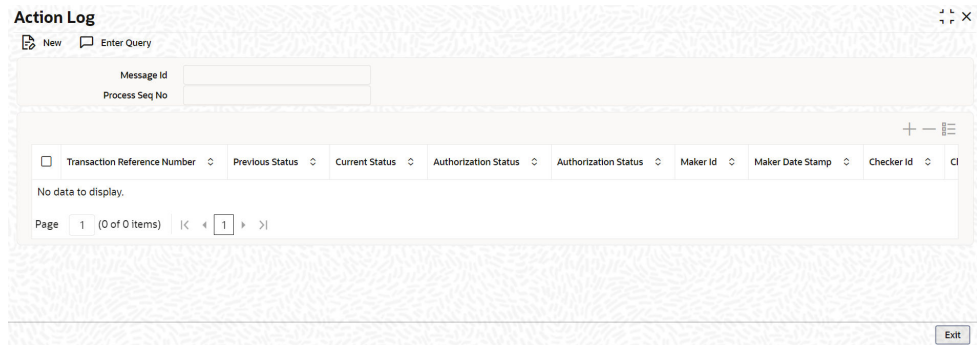 Action Log
New Enter Query
Message Id
Process Seq No
Transaction Reference Number Previous Status Current Status Authorization Status Authorization Status Maker Id Maker Date Stamp Checker Id
No data to display.
Page 1 (0 of 0 items) 1
Exit